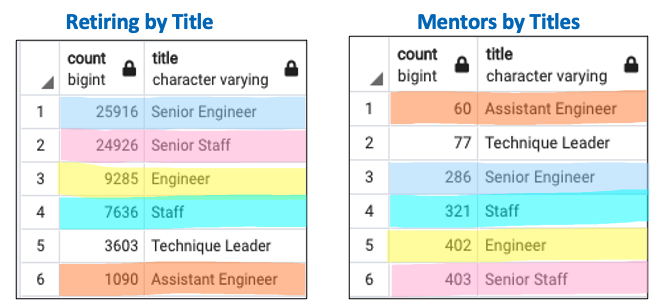 Retiring by Title
count
bigint
title
character varying
1 25916 Senior Engineer
2 24926 Senior Staff
3 9285 Engineer
4 7636 Staff
5 3603 Technique Leader
6 1090 Assistant Engineer
Mentors by Titles
count
bigint
title
character varying
1 60 Assistant Engineer
2 77 Technique Leader
3 286 Senior Engineer
4 321 Staff
5 402 Engineer
6 403 Senior Staff